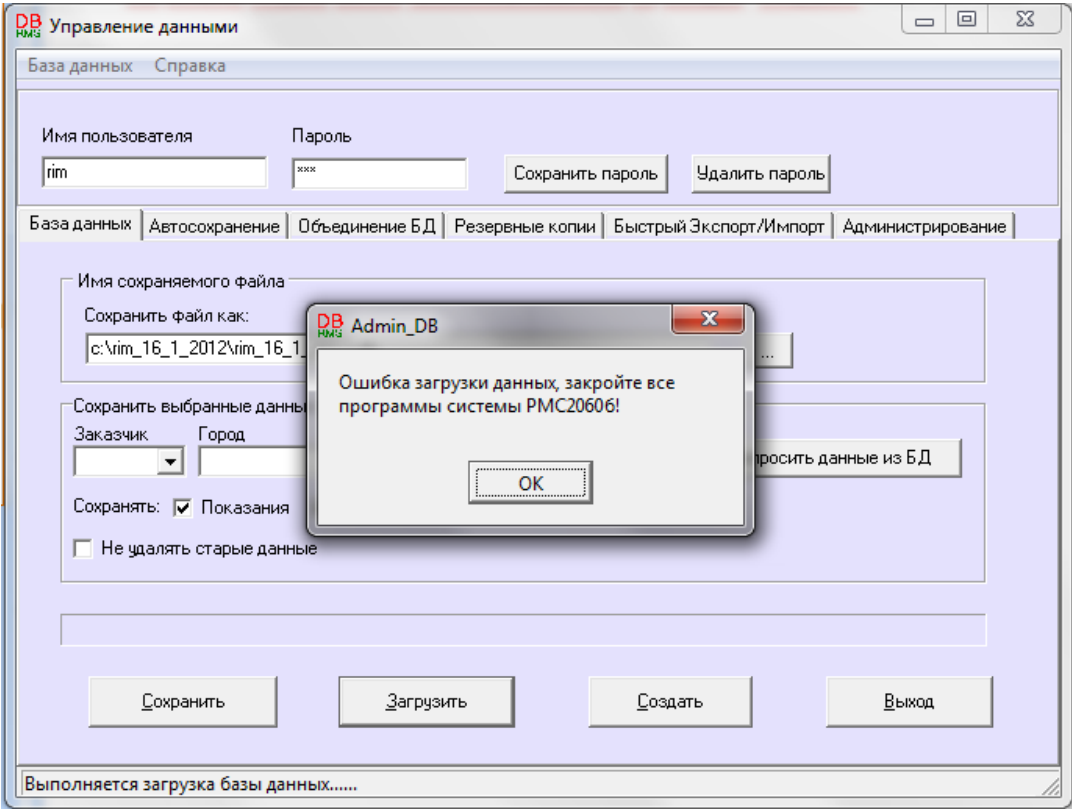 DB
RMS
Управление данными
База данных Справка
Имя пользователя Пароль
rim *** Сохранить пароль Удалить пароль
База данных Автосохранение Объединение БД Резервные копии Быстрый Экспорт/Импорт Администрирование
Имя сохраняемого файла
Сохранить файл как:
c:\rim_16_1_2012\rim_16_1_ ...
DB
RMS
Admin_DB
Ошибка загрузки данных, закройте все
программы системы РМС20606!
OK
Сохранить выбранные данны
Заказчик Город
просить данные из БД
Сохранять: Показания
Не удалять старые данные
Сохранить Загрузить Создать Выход
Выполняется загрузка базы данных......